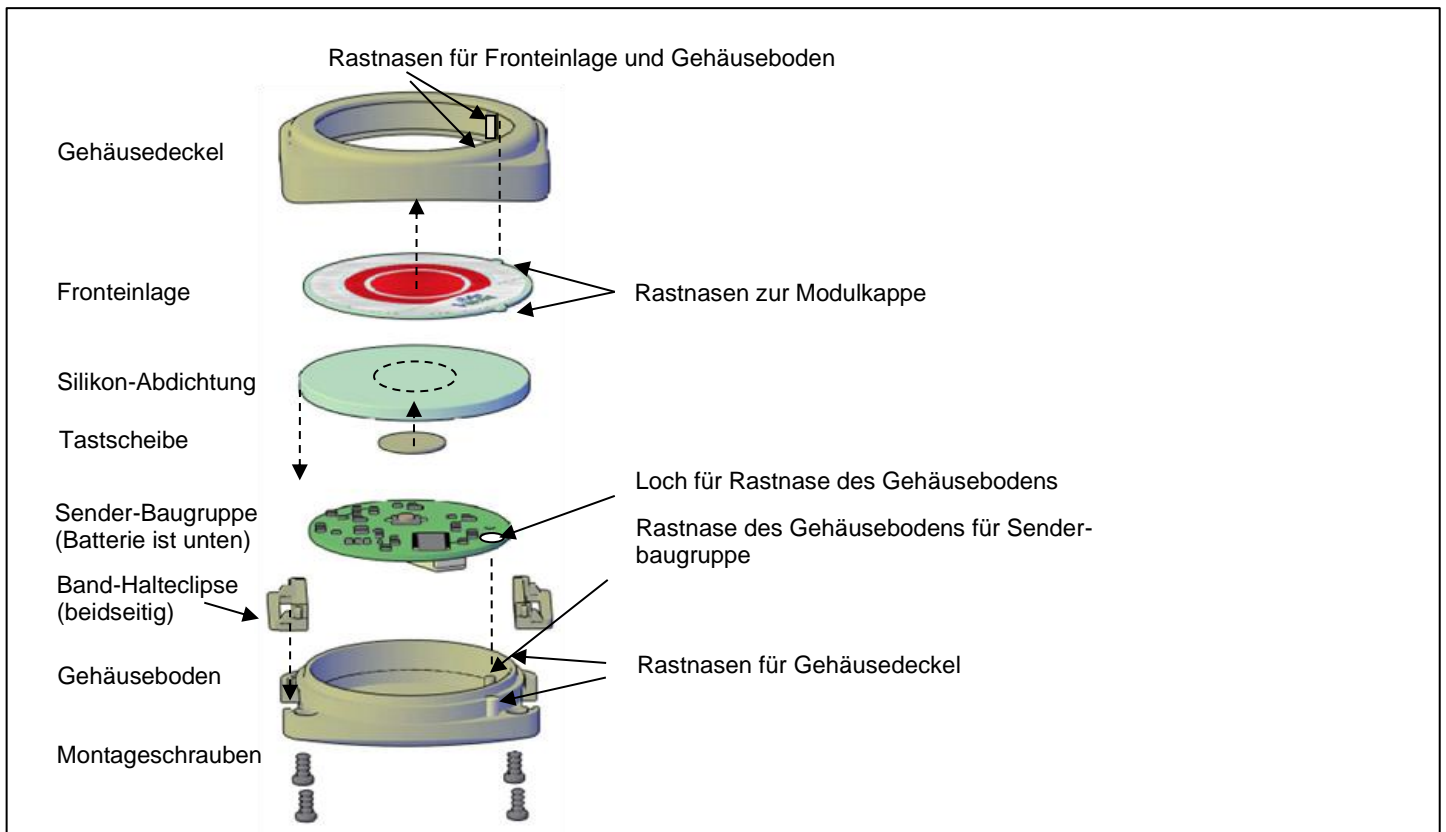 Rastnasen für Fronteinlage und Gehäuseboden
Gehäusedeckel
Fronteinlage
Rastnasen zur Modulkappe
Silikon-Abdichtung
Tastscheibe
Loch für Rastnase des Gehäusebodens
Sender-Baugruppe
(Batterie ist unten)
Rastnase des Gehäusebodens für Sender-
baugruppe
Band-Halteclipse
(beidseitig)
Gehäuseboden
Rastnasen für Gehäusedeckel
Montageschrauben